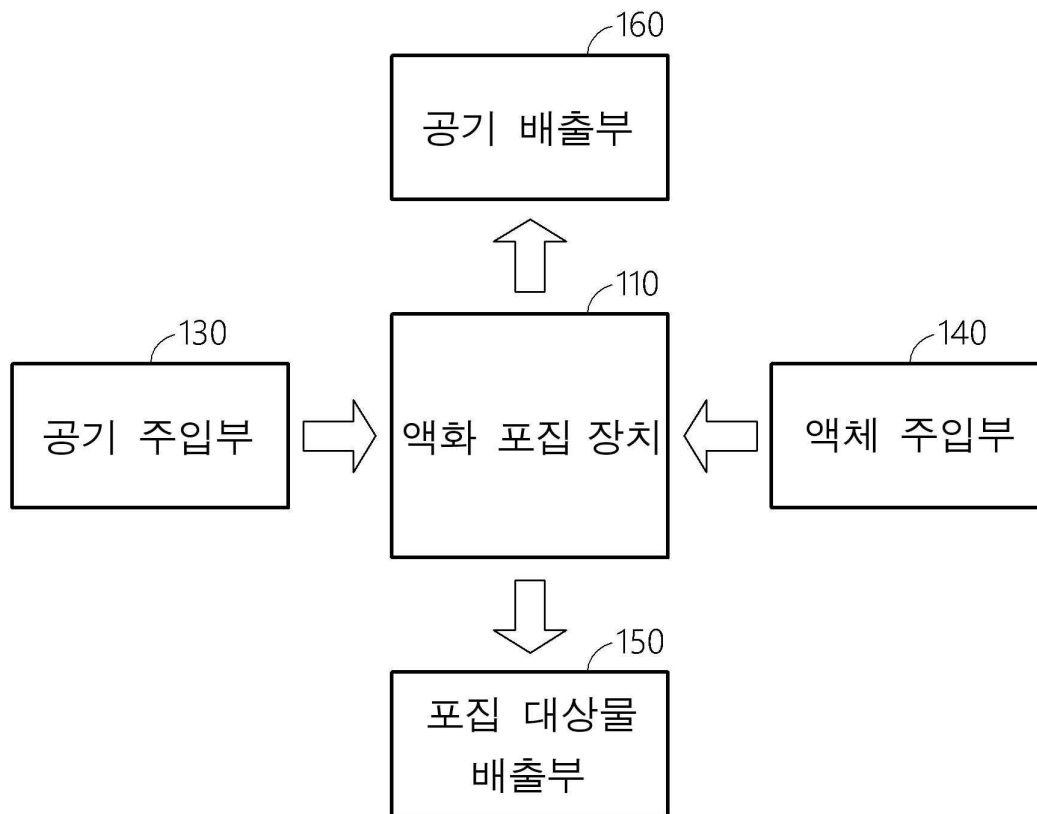 160
공기 배출부
110
130
140
공기 주입부
액화 포집 장치
액체 주입부
150
포집 대상물
배출부